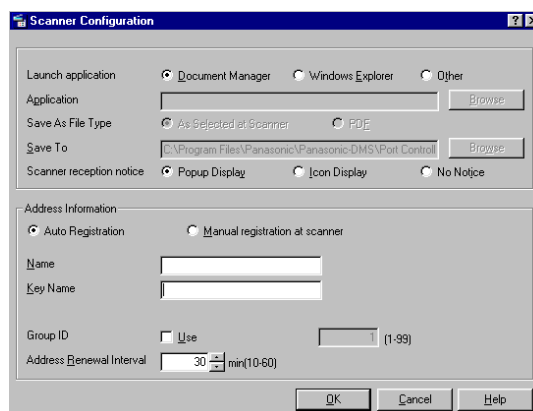 Scanner Configuration
Launch application Document Manager Windows Explorer Other
Application Browse
Save As File Type As Selected at Scanner PDF
Save To C:\Program Files\Panasonic\Panasonic-DMS\Port Controll Browse
Scanner reception notice Popup Display Icon Display No Notice
Address Information
Auto Registration Manual registration at scanner
Name
Key Name
Group ID Use 1 (1-99)
Address Renewal Interval 30 min(10-60)
OK Cancel Help